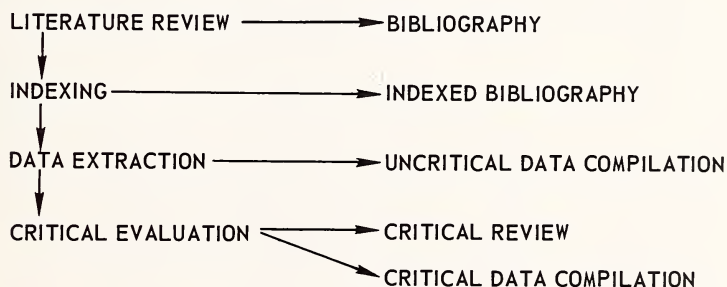 LITERATURE REVIEW BIBLIOGRAPHY
INDEXING INDEXED BIBLIOGRAPHY
DATA EXTRACTION UNCRITICAL DATA COMPILATION
CRITICAL EVALUATION CRITICAL REVIEW
CRITICAL DATA COMPILATION